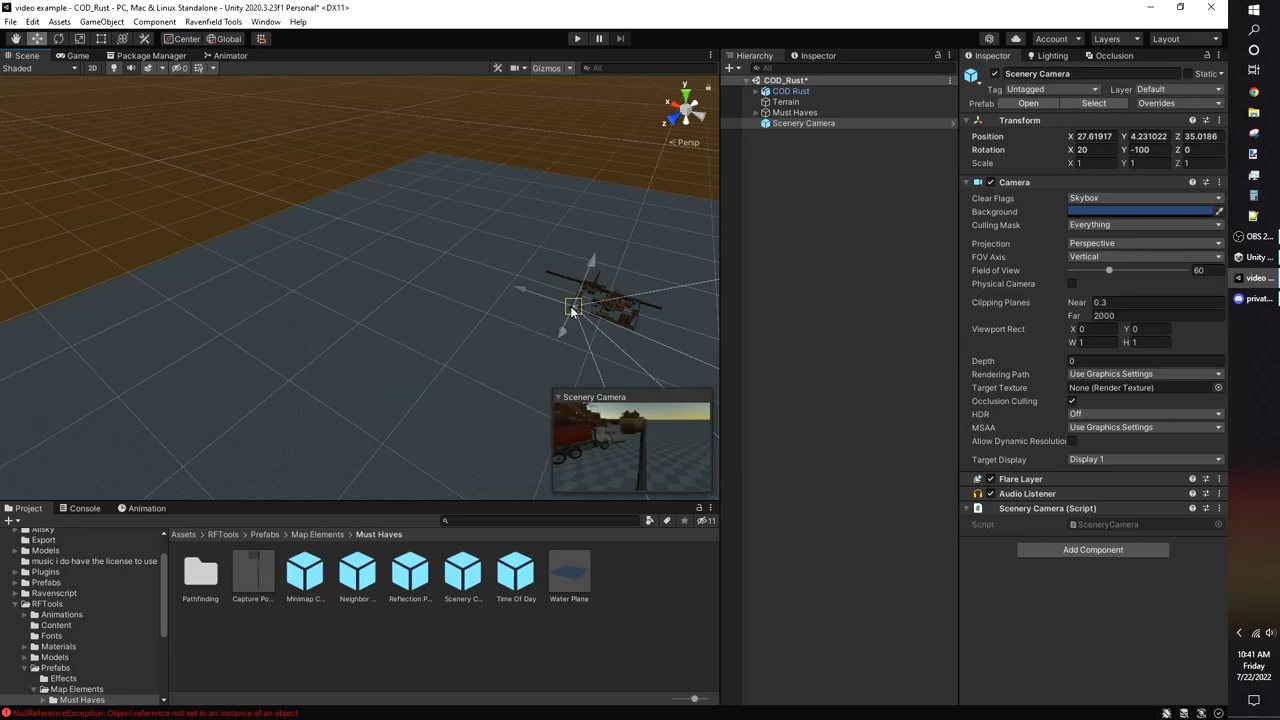 video example - COD_Rust - PC, Mac & Linux Standalone - Unity 2020.3.23f1 Personal* <DX11>
File Edit Assets GameObject Component Ravenfield Tools Window Help
Center Global
Account Layers Layout
Scene Game Package Manager Animator
Shaded 2D 0 Gizmos All
y
x
z
Persp
Scenery Camera
Hierarchy Inspector
All
COD_Rust*
COD Rust
Terrain
Must Haves
Scenery Camera
Inspector Lighting Occlusion
Scenery Camera Static
Tag Untagged Layer Default
Prefab Open Select Overrides
Transform
Position X 27.61917 Y 4.231022 Z 35.0186
Rotation X 20 Y -100 Z 0
Scale X 1 Y 1 Z 1
Camera
Clear Flags Skybox
Background
Culling Mask Everything
Projection Perspective
FOV Axis Vertical
Field of View 60
Physical Camera
Clipping Planes Near 0.3
Far 2000
Viewport Rect X 0 Y 0
W 1 H 1
Depth 0
Rendering Path Use Graphics Settings
Target Texture None (Render Texture)
Occlusion Culling
HDR Off
MSAA Use Graphics Settings
Allow Dynamic Resolution
Target Display Display 1
Flare Layer
Audio Listener
Scenery Camera (Script)
Script SceneryCamera
Add Component
Project Console Animation
11
Allsky
Export
Models
music i do have the license to use
Plugins
Prefabs
Ravenscript
RFTools
Animations
Content
Fonts
Materials
Models
Prefabs
Effects
Map Elements
Must Haves
Assets RFTools Prefabs Map Elements Must Haves
Pathfinding Capture Po... Minimap C... Neighbor ... Reflection P... Scenery C... Time Of Day Water Plane
NullReferenceException: Object reference not set to an instance of an object
OBS 2...
Unity ...
video ...
privat...
10:41 AM
Friday
7/22/2022